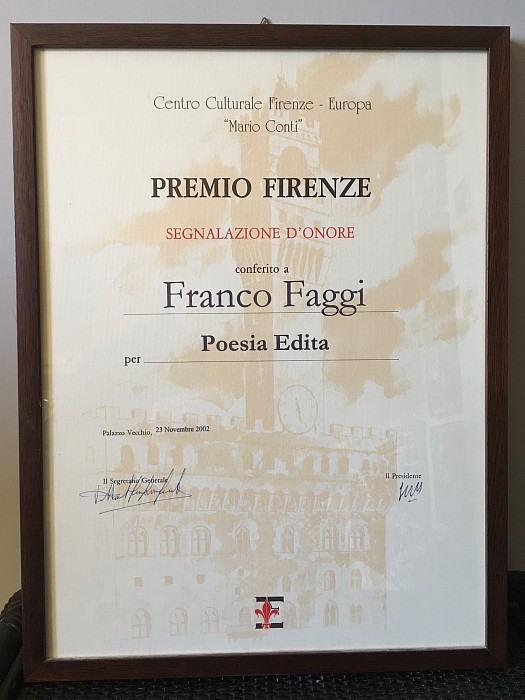 Centro Culturale Firenze - Europa
"Mario Conti"
PREMIO FIRENZE
SEGNALAZIONE D'ONORE
conferito a
Franco Faggi
Poesia Edita
per
Palazzo Vecchio, 23 Novembre 2002
Il Segretario Generale
Il Presidente